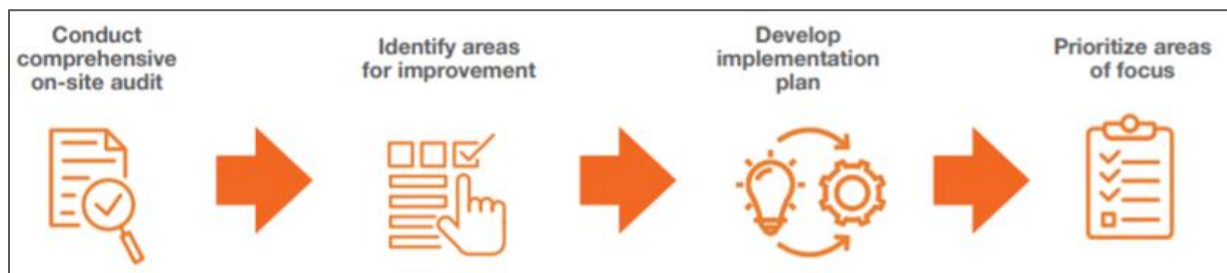 Conduct
comprehensive
on-site audit
Identify areas
for improvement
Develop
implementation
plan
Prioritize areas
of focus